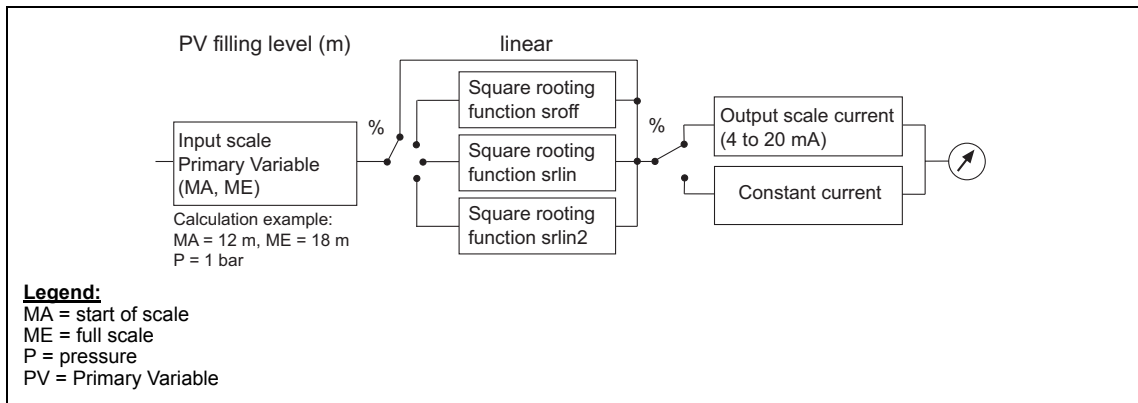 PV filling level (m)
linear
%
Input scale
Primary Variable
(MA, ME)
Calculation example:
MA = 12 m, ME = 18 m
P = 1 bar
Square rooting
function sroff
Square rooting
function srlin
Square rooting
function srlin2
%
Output scale current
(4 to 20 mA)
Constant current
Legend:
MA = start of scale
ME = full scale
P = pressure
PV = Primary Variable